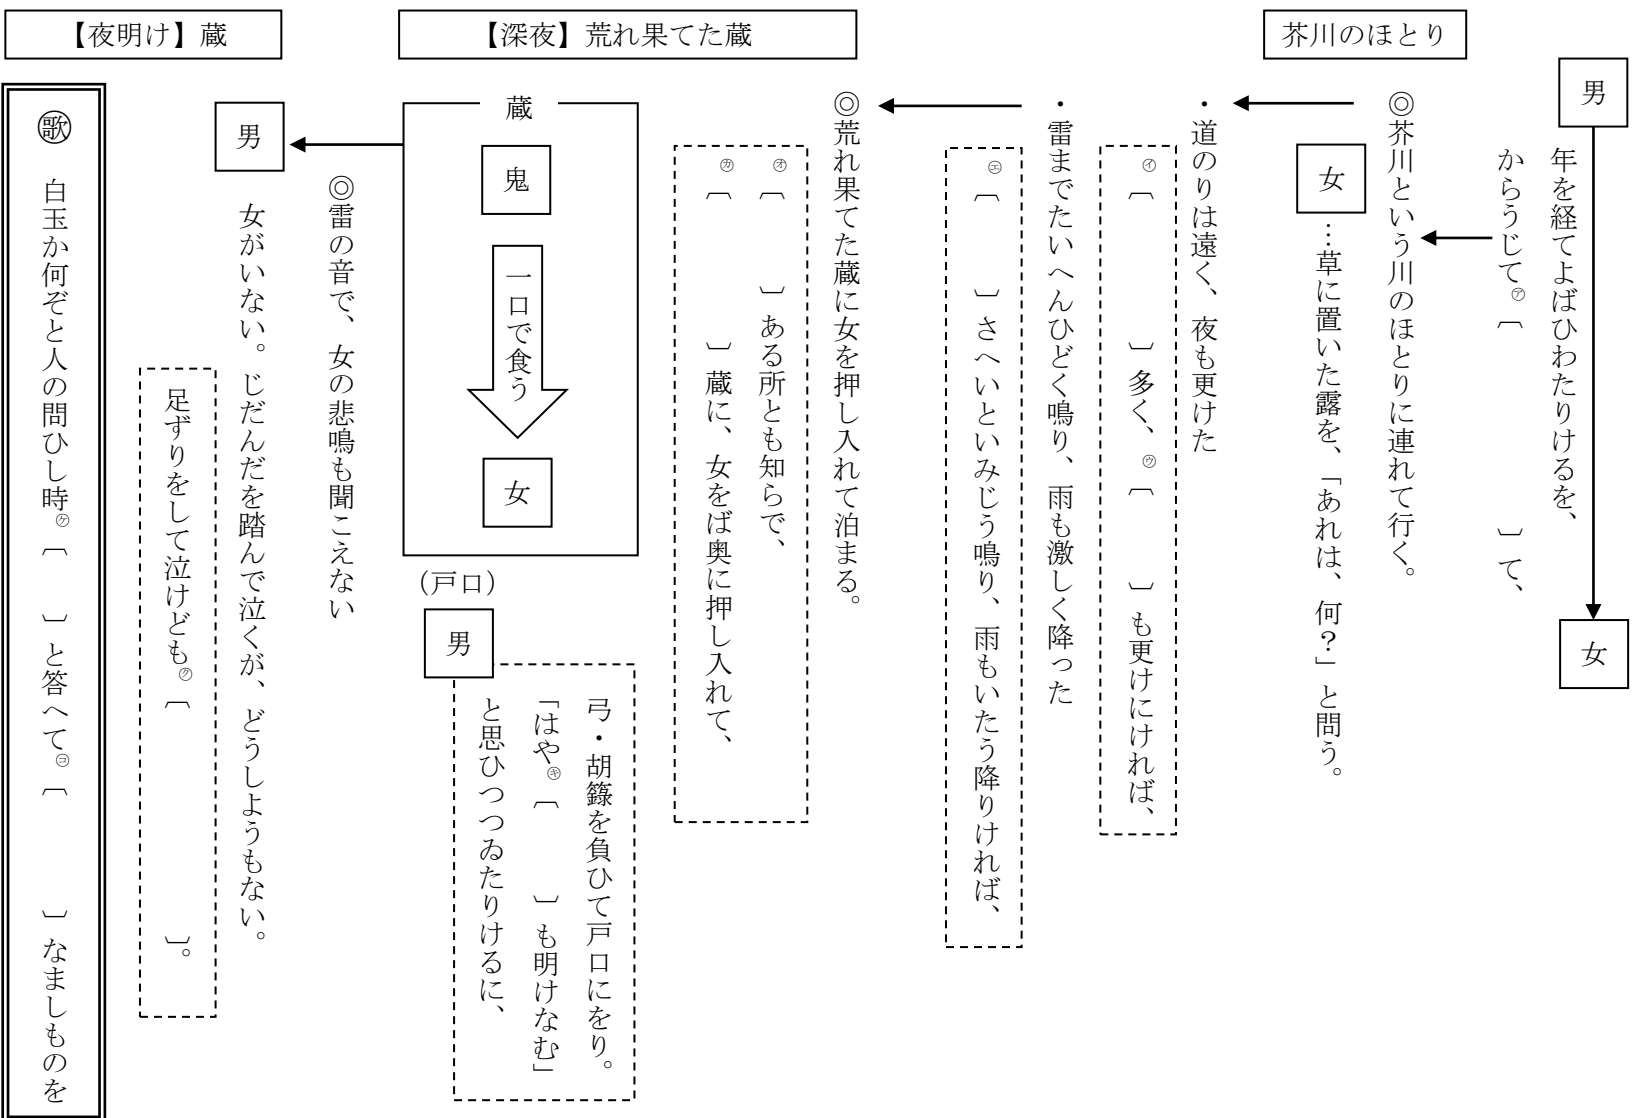 男
女
年を経てよばひわたりけるを、
からうじて㋐〔　　　　　　〕て、
芥川のほとり
◎芥川という川のほとりに連れて行く。
女
…草に置いた露を、「あれは、何?」と問う。
・道のりは遠く、夜も更けた
㋑〔　　　　〕多く、㋒〔　　　〕も更けにければ、
・雷までたいへんひどく鳴り、雨も激しく降った
㋓〔　　　〕さへいといみじう鳴り、雨もいたう降りければ、
【深夜】荒れ果てた蔵
◎荒れ果てた蔵に女を押し入れて泊まる。
㋔〔　　　〕ある所とも知らで、
㋕〔　　　　　〕蔵に、女をば奥に押し入れて、
蔵
鬼
一口で食う
女
(戸口)
男
弓・胡籙を負ひて戸口にをり。
「はや㋖〔　　　〕も明けなむ」
と思ひつつゐたりけるに、
【夜明け】蔵
◎雷の音で、女の悲鳴も聞こえない
男
女がいない。じだんだを踏んで泣くが、どうしようもない。
足ずりをして泣けども㋗〔　　　　　　　〕。
㊙歌 白玉か何ぞと人の問ひし時㋘〔　　〕と答へて㋙〔　　　　〕なましものを